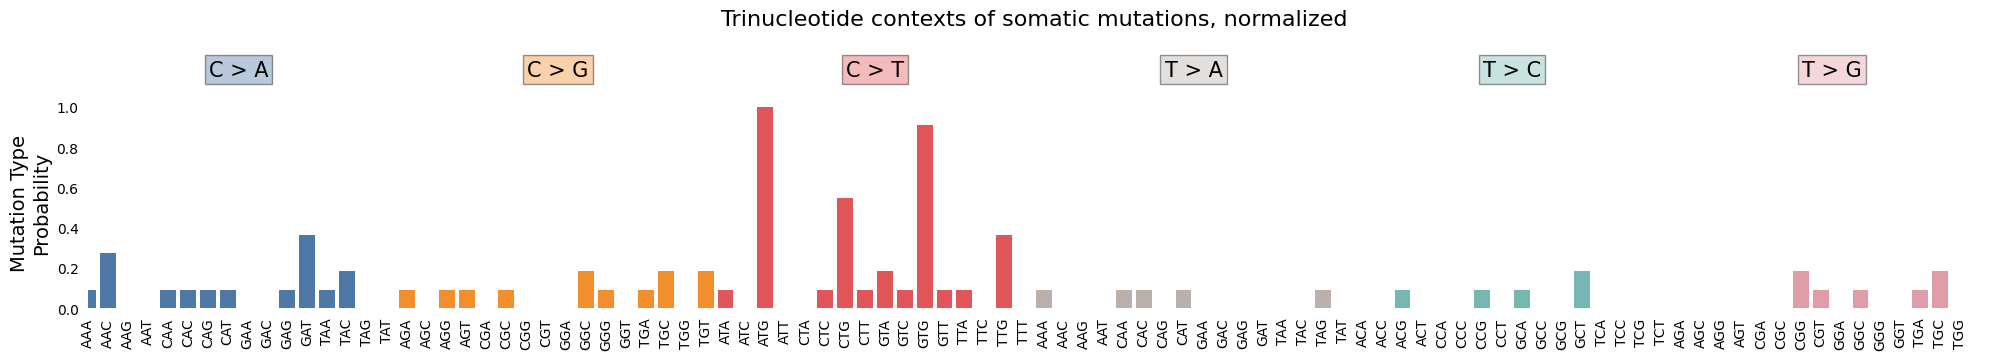 Trinucleotide contexts of somatic mutations, normalized
C > A
C > G
C > T
T > A
T > C
T > G
Mutation Type
Probability
1.0
0.8
0.6
0.4
0.2
0.0
AAA AAC AAG AAT CAA CAC CAG CAT GAA GAC GAG GAT TAA TAC TAG TAT AGA AGC AGG AGT CGA CGC CGG CGT GGA GGC GGG GGT TGA TGC TGG TGT ATA ATC ATG ATT CTA CTC CTG CTT GTA GTC GTG GTT TTA TTC TTG TTT AAA AAC AAG AAT CAA CAC CAG CAT GAA GAC GAG GAT TAA TAC TAG TAT ACA ACC ACG ACT CCA CCC CCG CCT GCA GCC GCG GCT TCA TCC TCG TCT AGA AGC AGG AGT CGA CGC CGG CGT GGA GGC GGG GGT TGA TGC TGG